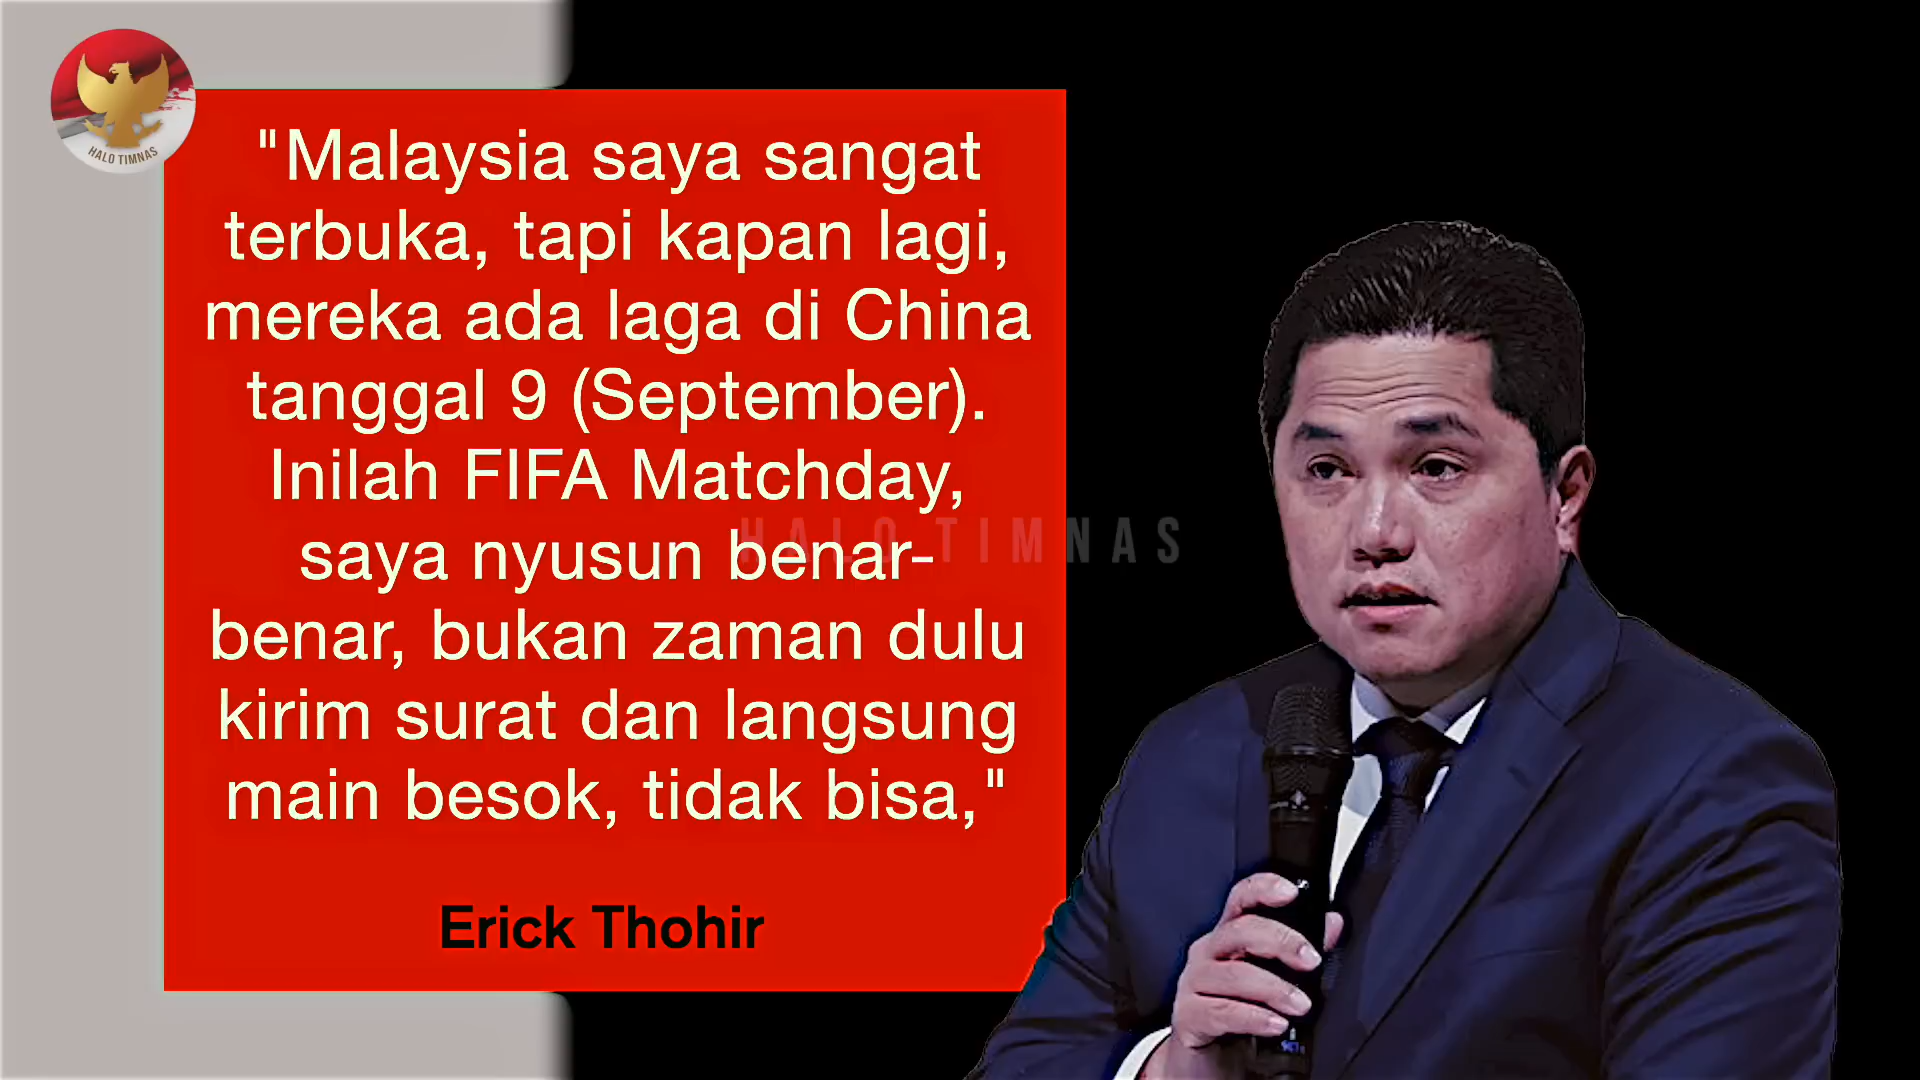 HALO TIMNAS
"Malaysia saya sangat
terbuka, tapi kapan lagi,
mereka ada laga di China
tanggal 9 (September).
Inilah FIFA Matchday,
saya nyusun benar-
benar, bukan zaman dulu
kirim surat dan langsung
main besok, tidak bisa,"
Erick Thohir
HALO TIMNAS